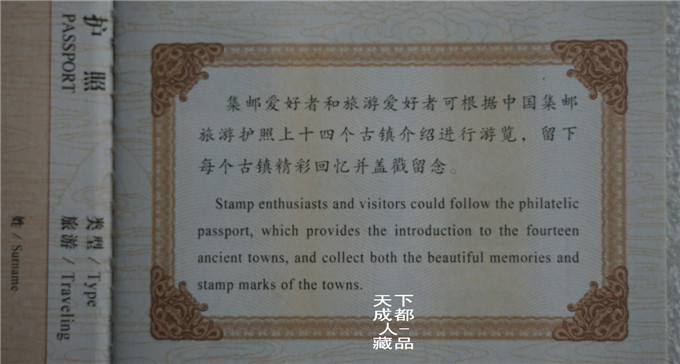 护照
PASSPORT
类型 / Type
旅游 / Traveling
姓 / Surname
集邮爱好者和旅游爱好者可根据中国集邮
旅游护照上十四个古镇介绍进行游览，留下
每个古镇精彩回忆并盖戳留念。
Stamp enthusiasts and visitors could follow the philatelic
passport, which provides the introduction to the fourteen
ancient towns, and collect both the beautiful memories and
stamp marks of the towns.
天下
成都
人-
藏品